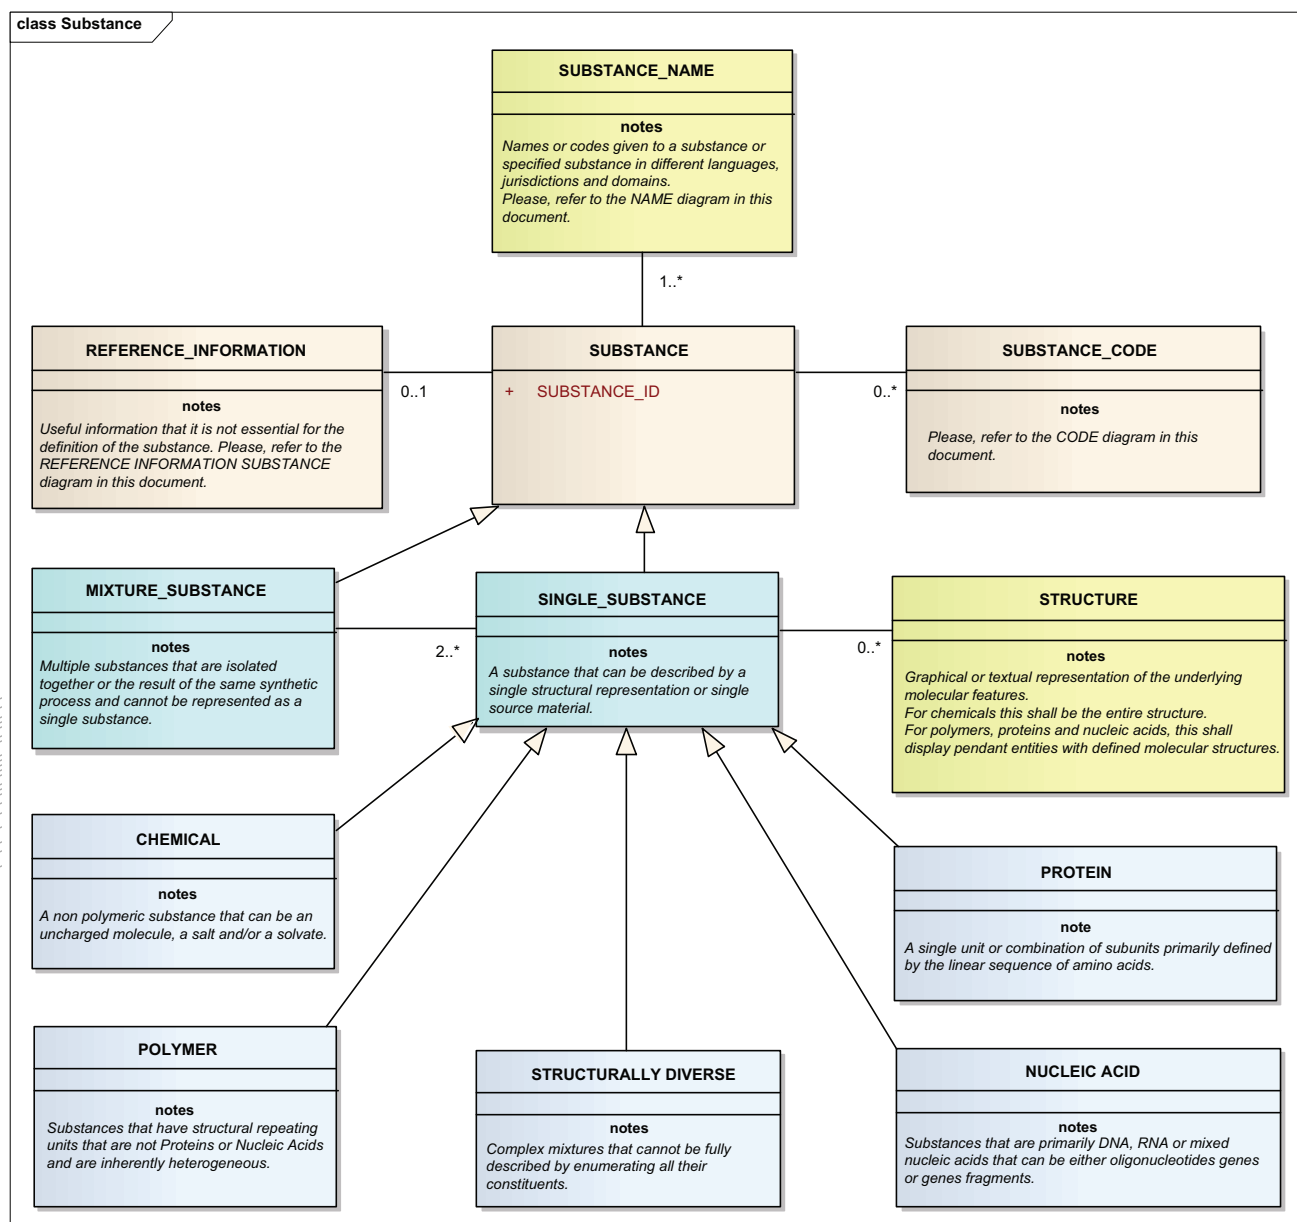 class Substance
SUBSTANCE_NAME
notes
Names or codes given to a substance or
specified substance in different languages,
jurisdictions and domains.
Please, refer to the NAME diagram in this
document.
1..*
REFERENCE_INFORMATION
notes
Useful information that it is not essential for the
definition of the substance. Please, refer to the
REFERENCE INFORMATION SUBSTANCE
diagram in this document.
0..1
SUBSTANCE
+ SUBSTANCE_ID
0..*
SUBSTANCE_CODE
notes
Please, refer to the CODE diagram in this
document.
MIXTURE_SUBSTANCE
notes
Multiple substances that are isolated
together or the result of the same synthetic
process and cannot be represented as a
single substance.
2..*
SINGLE_SUBSTANCE
notes
A substance that can be described by a
single structural representation or single
source material.
0..*
STRUCTURE
notes
Graphical or textual representation of the underlying
molecular features.
For chemicals this shall be the entire structure.
For polymers, proteins and nucleic acids, this shall
display pendant entities with defined molecular structures.
CHEMICAL
notes
A non polymeric substance that can be an
uncharged molecule, a salt and/or a solvate.
PROTEIN
note
A single unit or combination of subunits primarily defined
by the linear sequence of amino acids.
POLYMER
notes
Substances that have structural repeating
units that are not Proteins or Nucleic Acids
and are inherently heterogeneous.
STRUCTURALLY DIVERSE
notes
Complex mixtures that cannot be fully
described by enumerating all their
constituents.
NUCLEIC ACID
notes
Substances that are primarily DNA, RNA or mixed
nucleic acids that can be either oligonucleotides genes
or genes fragments.